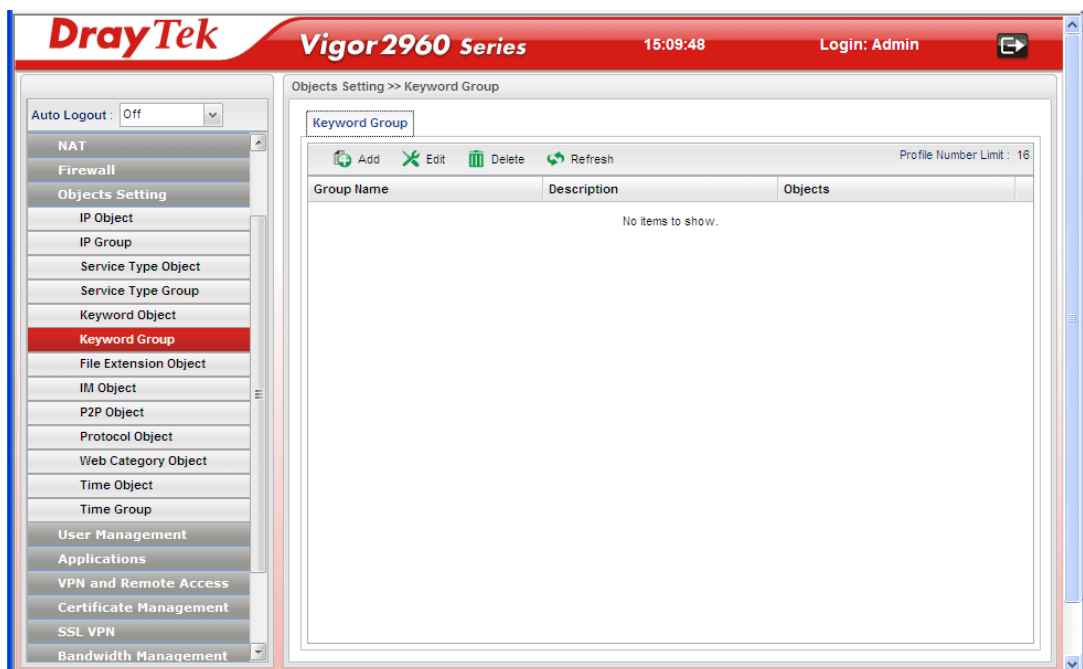 DrayTek
Vigor2960 Series
15:09:48
Login: Admin
Auto Logout : Off
NAT
Firewall
Objects Setting
IP Object
IP Group
Service Type Object
Service Type Group
Keyword Object
Keyword Group
File Extension Object
IM Object
P2P Object
Protocol Object
Web Category Object
Time Object
Time Group
User Management
Applications
VPN and Remote Access
Certificate Management
SSL VPN
Bandwidth Management
Objects Setting >> Keyword Group
Keyword Group
Add Edit Delete Refresh Profile Number Limit : 16
Group Name Description Objects
No items to show.